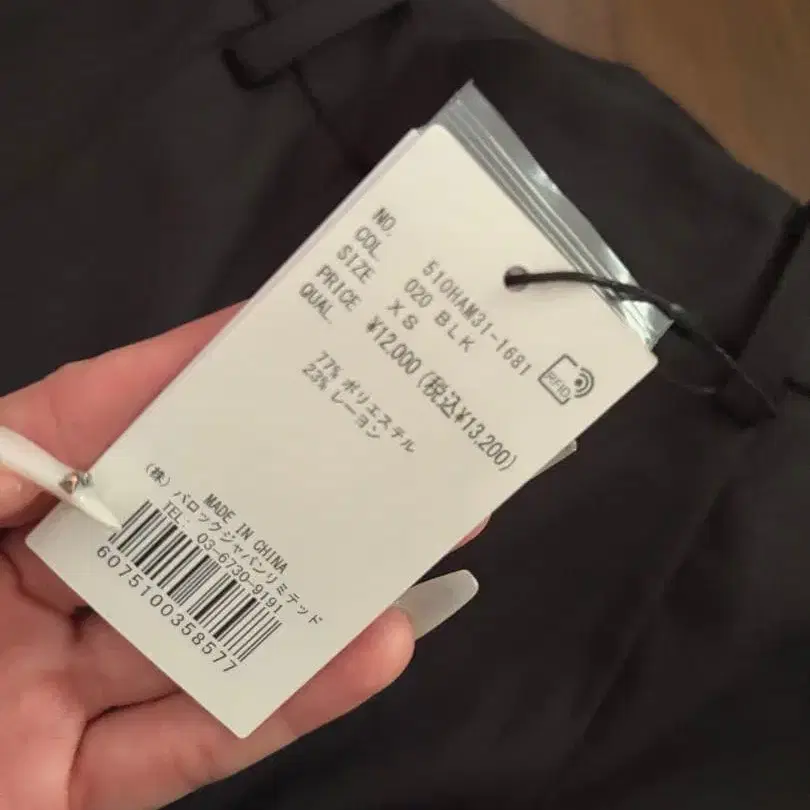 NO. 510HAM31-1681
COL. 020 BLK
SIZE XS
PRICE ¥12,000 (税込¥13,200)
QUAL.
77% ポリエステル
23% レーヨン
RFID
MADE IN CHINA
(株) バロックジャパンリミテッド
TEL: 03-6730-9191
6075100358577